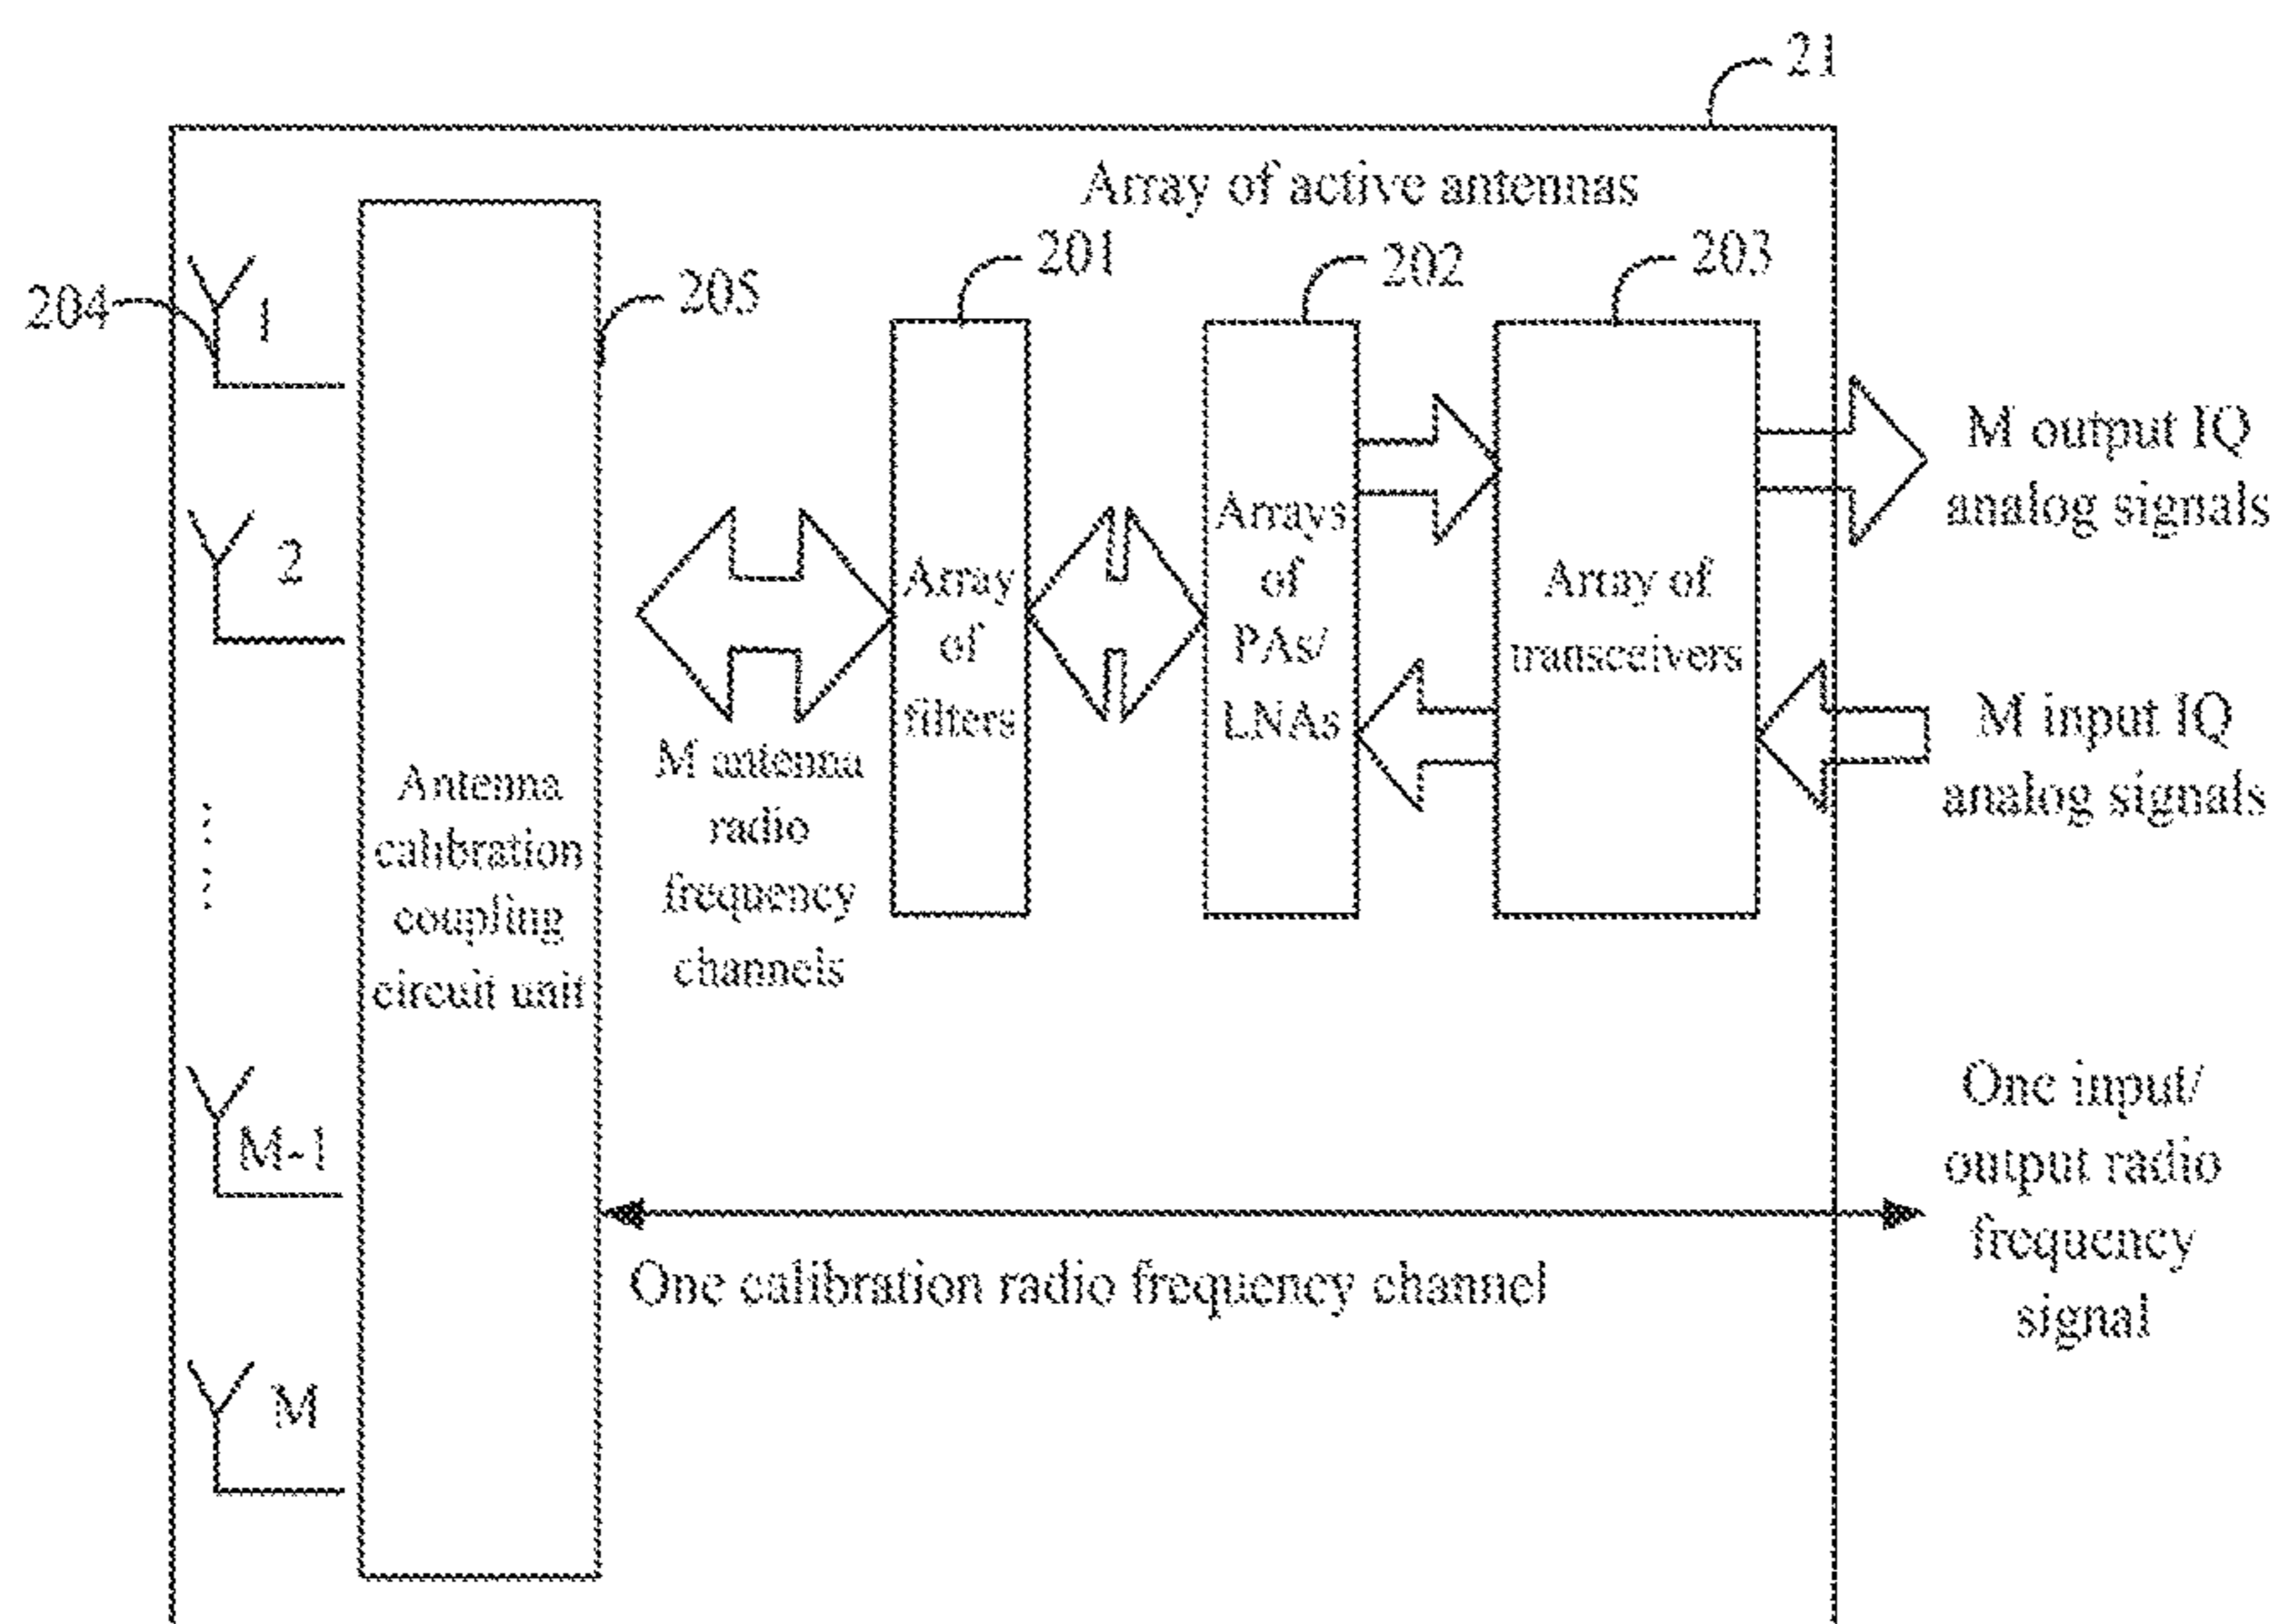 21
Array of active antennas
201
202
203
204
205
1
2
M-1
M
Antenna
calibration
coupling
circuit unit
M antenna
radio
frequency
channels
Array
of
filters
Arrays
of
PAs/
LNAs
Array of
transceivers
M output IQ
analog signals
M input IQ
analog signals
One calibration radio frequency channel
One input/
output radio
frequency
signal